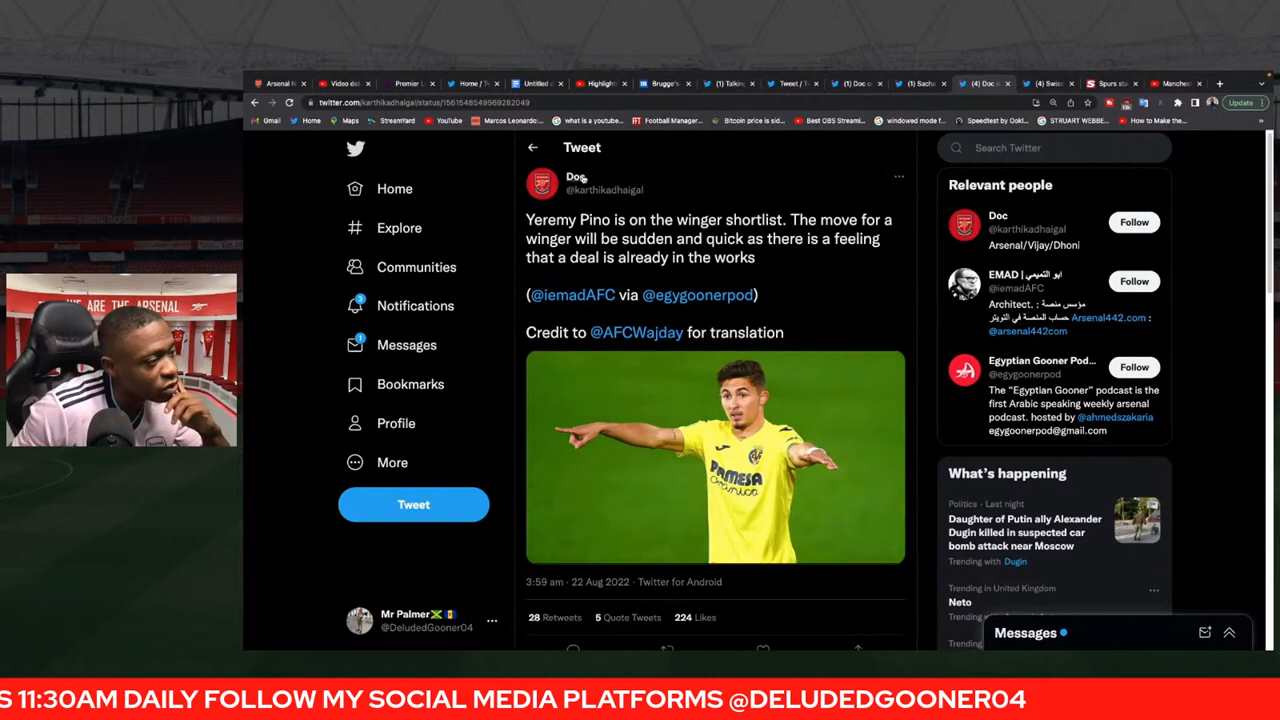 Arsenal
Video de
Premier L
Home / Tw
Untitled d
Highligh
Brugge's
(1) Talkin
Tweet / Tw
(1) Doc o
(1) Sacha
(4) Doc o
(4) Swiss
Spurs sta
Manches
twitter.com/karthikadhaigal/status/1561548549569282049
Update
Gmail
Home
Maps
StreamYard
YouTube
Marcos Leonardo:...
what is a youtube...
Football Manager...
Bitcoin price is sid...
Best OBS Streami...
windowed mode f...
Speedtest by Ookl...
STRUART WEBBE...
How to Make the...
Home
Explore
Communities
3
Notifications
1
Messages
Bookmarks
Profile
More
Tweet
Mr Palmer
@DeludedGooner04
Tweet
Doc
@karthikadhaigal
Yeremy Pino is on the winger shortlist. The move for a
winger will be sudden and quick as there is a feeling
that a deal is already in the works
(@iemadAFC via @egygoonerpod)
Credit to @AFCWajday for translation
PAMESA
Cerámica
3:59 am · 22 Aug 2022 · Twitter for Android
28 Retweets 5 Quote Tweets 224 Likes
Search Twitter
Relevant people
Doc
@karthikadhaigal
Follow
Arsenal/Vijay/Dhoni
EMAD | ابو التميمي
@iemadAFC
Follow
Architect. : مؤسس منصة
Arsenal442.com : حساب المنصة في التويتر
@arsenal442com
Egyptian Gooner Pod...
@egygoonerpod
Follow
The “Egyptian Gooner” podcast is the
first Arabic speaking weekly arsenal
podcast. hosted by @ahmedszakaria
egygoonerpod@gmail.com
What’s happening
Politics · Last night
Daughter of Putin ally Alexander
Dugin killed in suspected car
bomb attack near Moscow
Trending with Dugin
Trending in United Kingdom
Neto
Trending
Messages
WE ARE THE ARSENAL
S 11:30AM DAILY FOLLOW MY SOCIAL MEDIA PLATFORMS @DELUDEDGOONER04